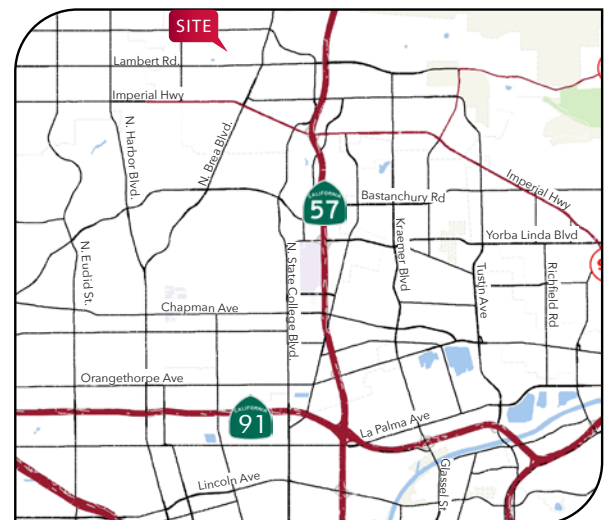 SITE
Lambert Rd.
Imperial Hwy
N. Harbor Blvd.
N. Brea Blvd.
Imperial Hwy
CALIFORNIA
57
Bastanchury Rd
Kraemer Blvd
Yorba Linda Blvd
N. Euclid St.
N. State College Blvd.
Tustin Ave
Richfield Rd
Chapman Ave
Orangethorpe Ave
CALIFORNIA
91
La Palma Ave
Glassel St.
Lincoln Ave